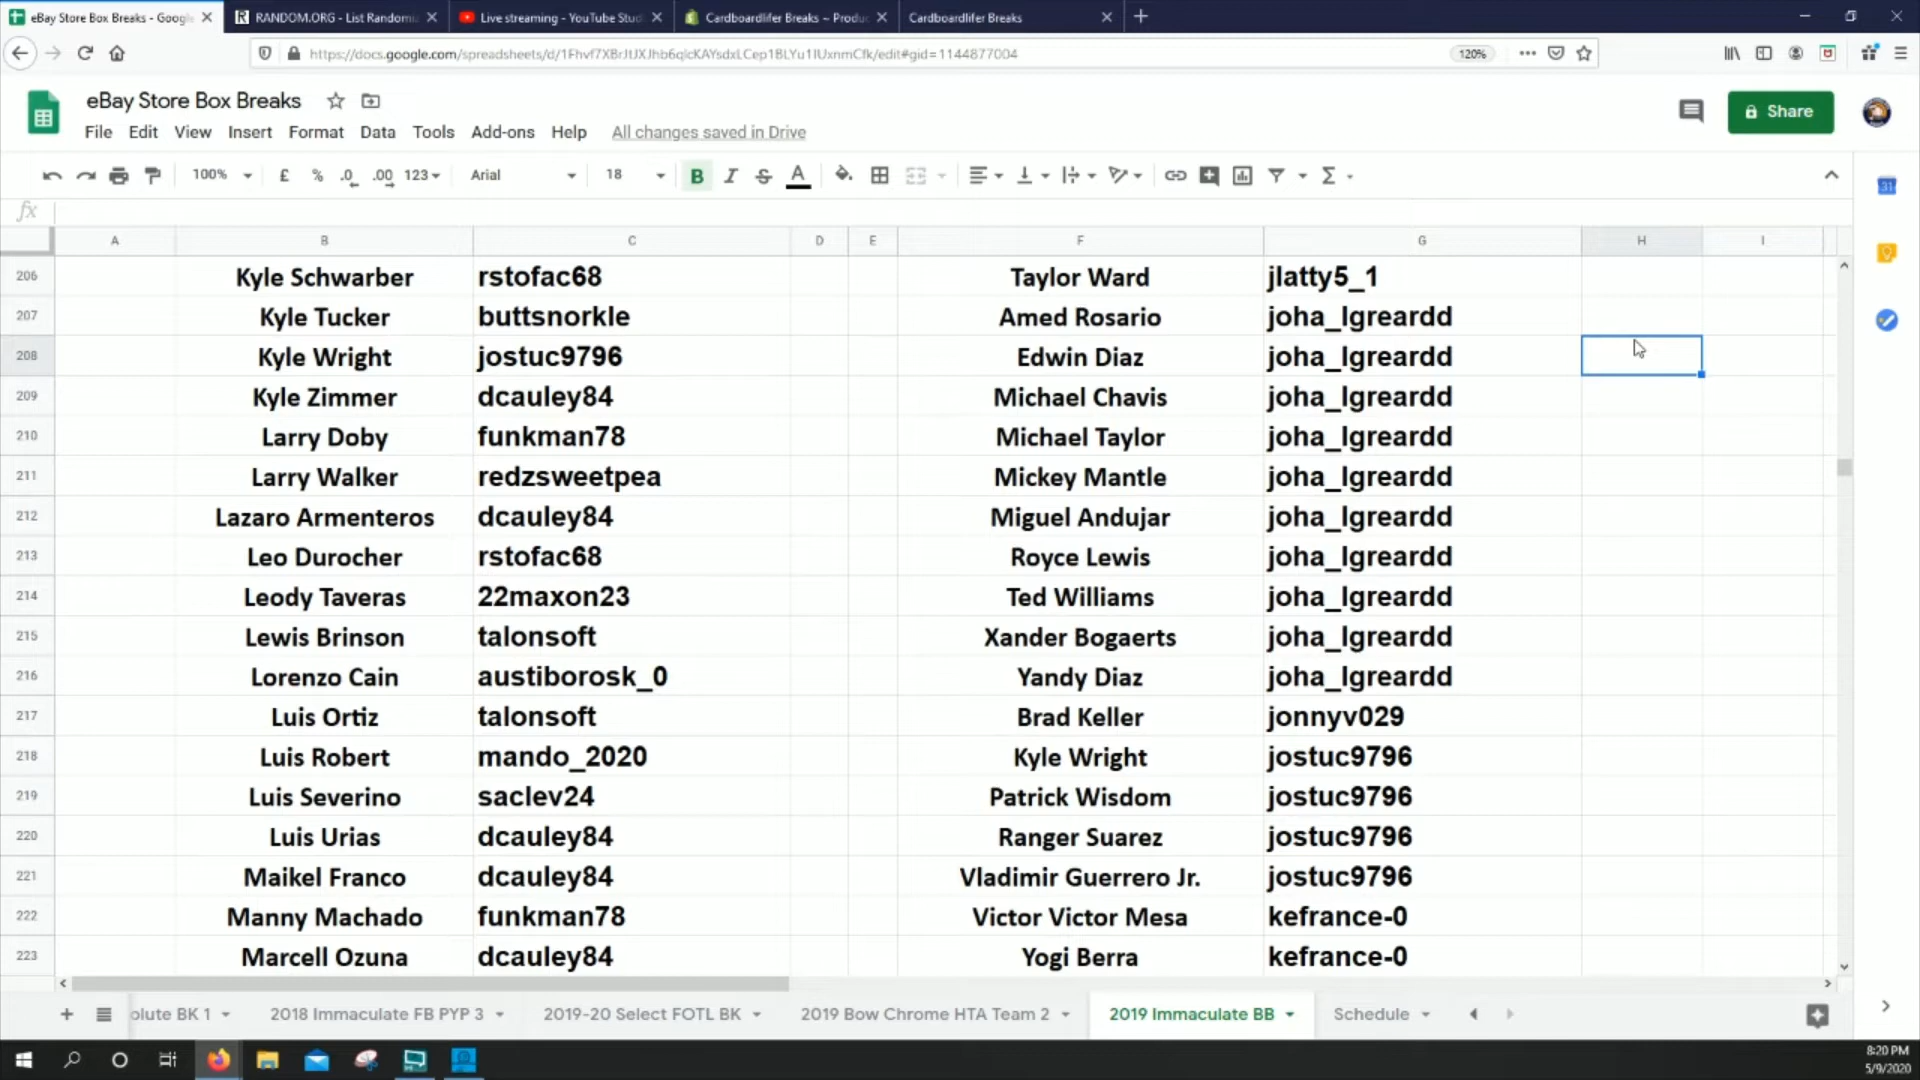 eBay Store Box Breaks - Google
RANDOM.ORG - List Randomi
Live streaming - YouTube Stud
Cardboardlifer Breaks ~ Produc
Cardboardlifer Breaks
120%
eBay Store Box Breaks
Share
File Edit View Insert Format Data Tools Add-ons Help All changes saved in Drive
100% £ % .0 .00 123 Arial 18 B I S A
fx
A B C D E F G H I
206 Kyle Schwarber rstofac68 Taylor Ward jlatty5_1
207 Kyle Tucker buttsnorkle Amed Rosario joha_lgreardd
208 Kyle Wright jostuc9796 Edwin Diaz joha_lgreardd
209 Kyle Zimmer dcauley84 Michael Chavis joha_lgreardd
210 Larry Doby funkman78 Michael Taylor joha_lgreardd
211 Larry Walker redzsweetpea Mickey Mantle joha_lgreardd
212 Lazaro Armenteros dcauley84 Miguel Andujar joha_lgreardd
213 Leo Durocher rstofac68 Royce Lewis joha_lgreardd
214 Leody Taveras 22maxon23 Ted Williams joha_lgreardd
215 Lewis Brinson talonsoft Xander Bogaerts joha_lgreardd
216 Lorenzo Cain austiborosk_0 Yandy Diaz joha_lgreardd
217 Luis Ortiz talonsoft Brad Keller jonnyv029
218 Luis Robert mando_2020 Kyle Wright jostuc9796
219 Luis Severino saclev24 Patrick Wisdom jostuc9796
220 Luis Urias dcauley84 Ranger Suarez jostuc9796
221 Maikel Franco dcauley84 Vladimir Guerrero Jr. jostuc9796
222 Manny Machado funkman78 Victor Victor Mesa kefrance-0
223 Marcell Ozuna dcauley84 Yogi Berra kefrance-0
olute BK 1 2018 Immaculate FB PYP 3 2019-20 Select FOTL BK 2019 Bow Chrome HTA Team 2 2019 Immaculate BB Schedule
8:20 PM
5/9/2020